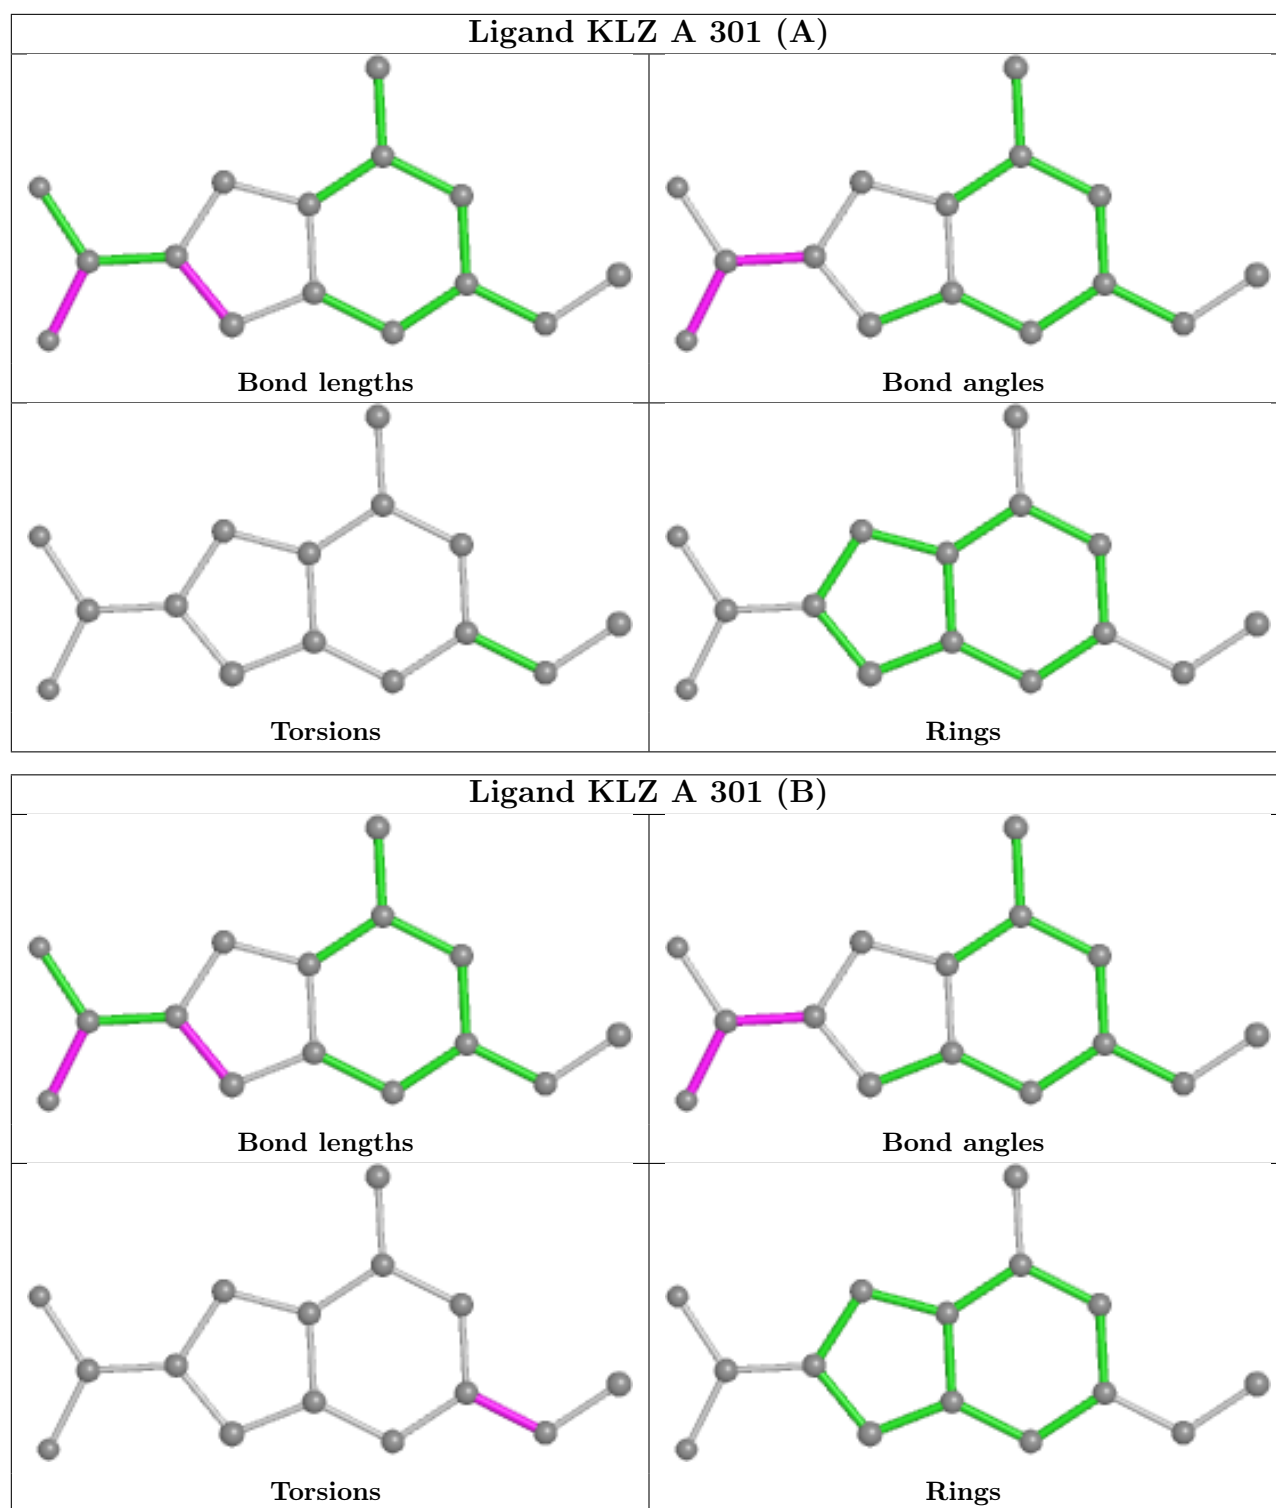 Ligand KLZ A 301 (A)
Bond lengths
Bond angles
Torsions
Rings
Ligand KLZ A 301 (B)
Bond lengths
Bond angles
Torsions
Rings